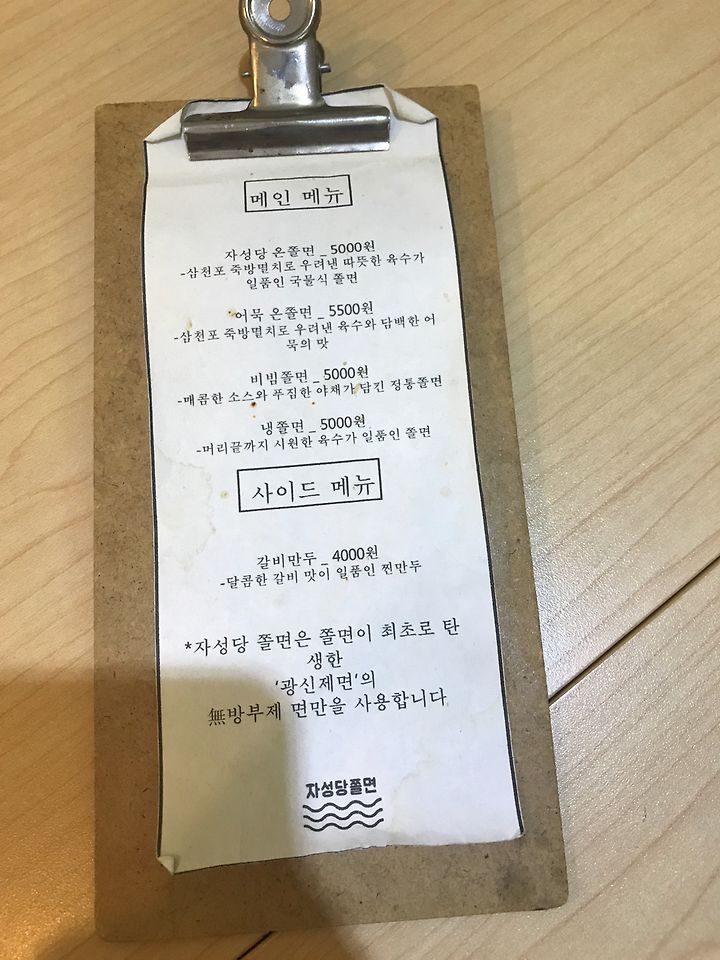 메인 메뉴
자성당 온쫄면 _ 5000원
-삼천포 죽방멸치로 우려낸 따뜻한 육수가
일품인 국물식 쫄면
어묵 온쫄면 _ 5500원
-삼천포 죽방멸치로 우려낸 육수와 담백한 어
묵의 맛
비빔쫄면 _ 5000원
-매콤한 소스와 푸짐한 야채가 담긴 정통쫄면
냉쫄면 _ 5000원
-머리끝까지 시원한 육수가 일품인 쫄면
사이드 메뉴
갈비만두 _ 4000원
-달콤한 갈비 맛이 일품인 찐만두
*자성당 쫄면은 쫄면이 최초로 탄
생한
'광신제면'의
無방부제 면만을 사용합니다
자성당쫄면